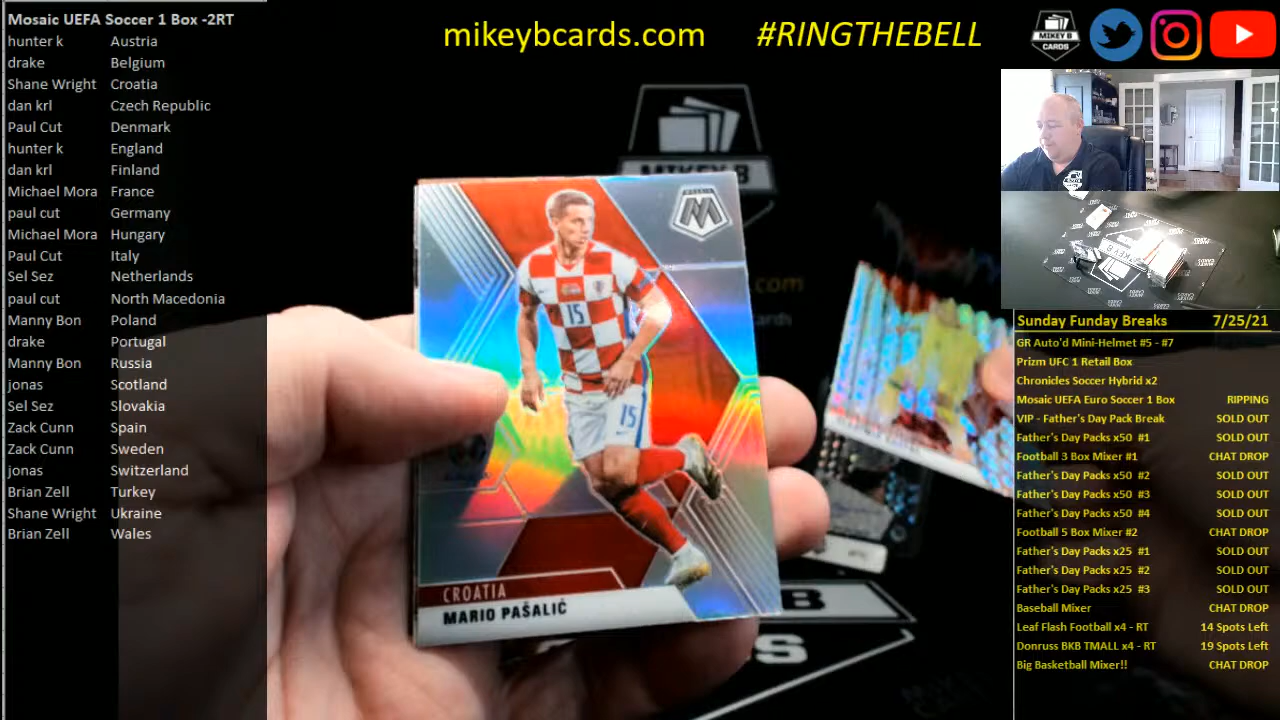 Mosaic UEFA Soccer 1 Box -2RT
hunter k Austria
drake Belgium
Shane Wright Croatia
dan krl Czech Republic
Paul Cut Denmark
hunter k England
dan krl Finland
Michael Mora France
paul cut Germany
Michael Mora Hungary
Paul Cut Italy
Sel Sez Netherlands
paul cut North Macedonia
Manny Bon Poland
drake Portugal
Manny Bon Russia
jonas Scotland
Sel Sez Slovakia
Zack Cunn Spain
Zack Cunn Sweden
jonas Switzerland
Brian Zell Turkey
Shane Wright Ukraine
Brian Zell Wales
mikeybcards.com #RINGTHEBELL
MIKEY B
CARDS
MIKEY B
15
15
CROATIA
MARIO PAŠALIĆ
Sunday Funday Breaks 7/25/21
GR Auto'd Mini-Helmet #5 - #7
Prizm UFC 1 Retail Box
Chronicles Soccer Hybrid x2
Mosaic UEFA Euro Soccer 1 Box RIPPING
VIP - Father's Day Pack Break SOLD OUT
Father's Day Packs x50 #1 SOLD OUT
Football 3 Box Mixer #1 CHAT DROP
Father's Day Packs x50 #2 SOLD OUT
Father's Day Packs x50 #3 SOLD OUT
Father's Day Packs x50 #4 SOLD OUT
Football 5 Box Mixer #2 CHAT DROP
Father's Day Packs x25 #1 SOLD OUT
Father's Day Packs x25 #2 SOLD OUT
Father's Day Packs x25 #3 SOLD OUT
Baseball Mixer CHAT DROP
Leaf Flash Football x4 - RT 14 Spots Left
Donruss BKB TMALL x4 - RT 19 Spots Left
Big Basketball Mixer!! CHAT DROP